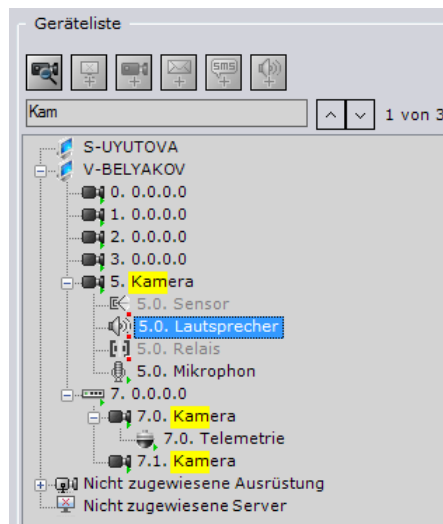 Geräteliste
SMS
Kam
1 von 3
S-UYUTOVA
V-BELYAKOV
0. 0.0.0.0
1. 0.0.0.0
2. 0.0.0.0
3. 0.0.0.0
5. Kamera
5.0. Sensor
5.0. Lautsprecher
5.0. Relais
5.0. Mikrophon
7. 0.0.0.0
7.0. Kamera
7.0. Telemetrie
7.1. Kamera
Nicht zugewiesene Ausrüstung
Nicht zugewiesene Server